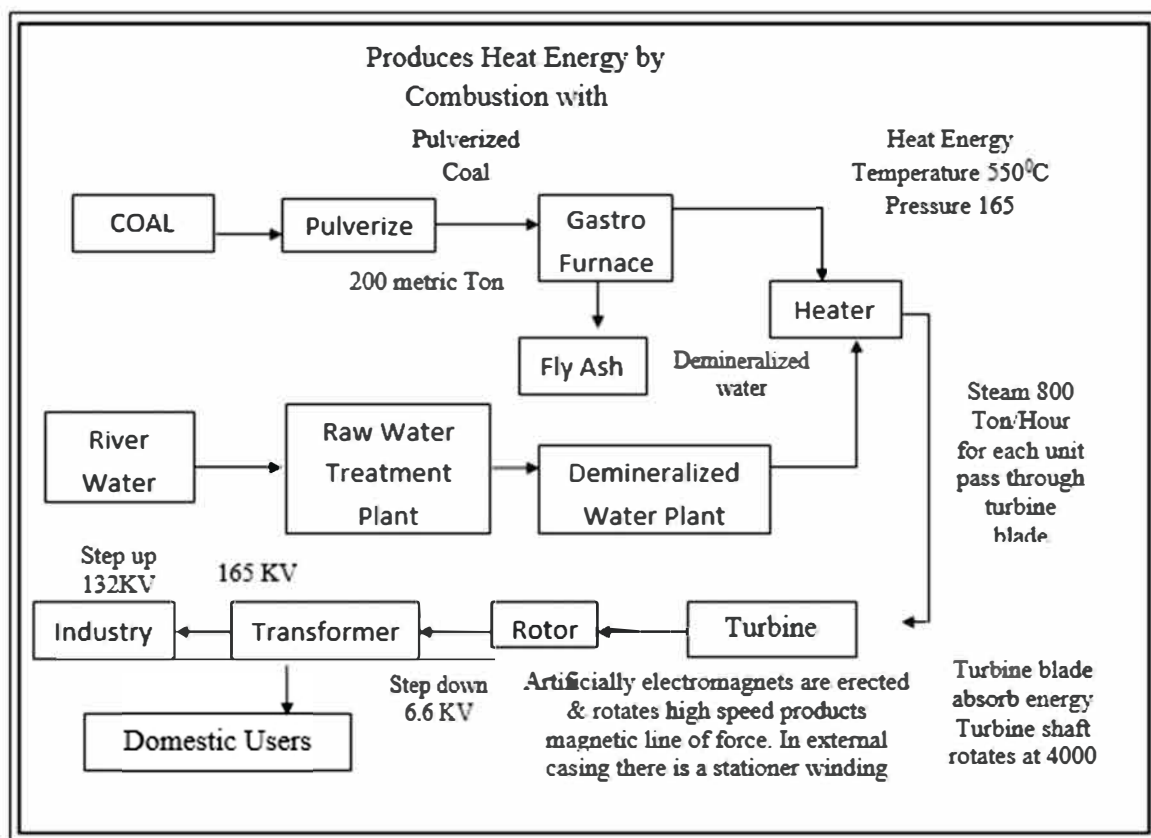 Produces Heat Energy by
Combustion with
Pulverized
Coal
Heat Energy
Temperature 550⁰C
Pressure 165
COAL
Pulverize
Gastro
Furnace
200 metric Ton
Heater
Fly Ash
Demineralized
water
Steam 800
Ton/Hour
for each unit
pass through
turbine
blade
River
Water
Raw Water
Treatment
Plant
Demineralized
Water Plant
Step up
132KV
165 KV
Industry
Transformer
Rotor
Turbine
Step down
6.6 KV
Artificially electromagnets are erected
& rotates high speed products
magnetic line of force. In external
casing there is a stationer winding
Turbine blade
absorb energy
Turbine shaft
rotates at 4000
Domestic Users